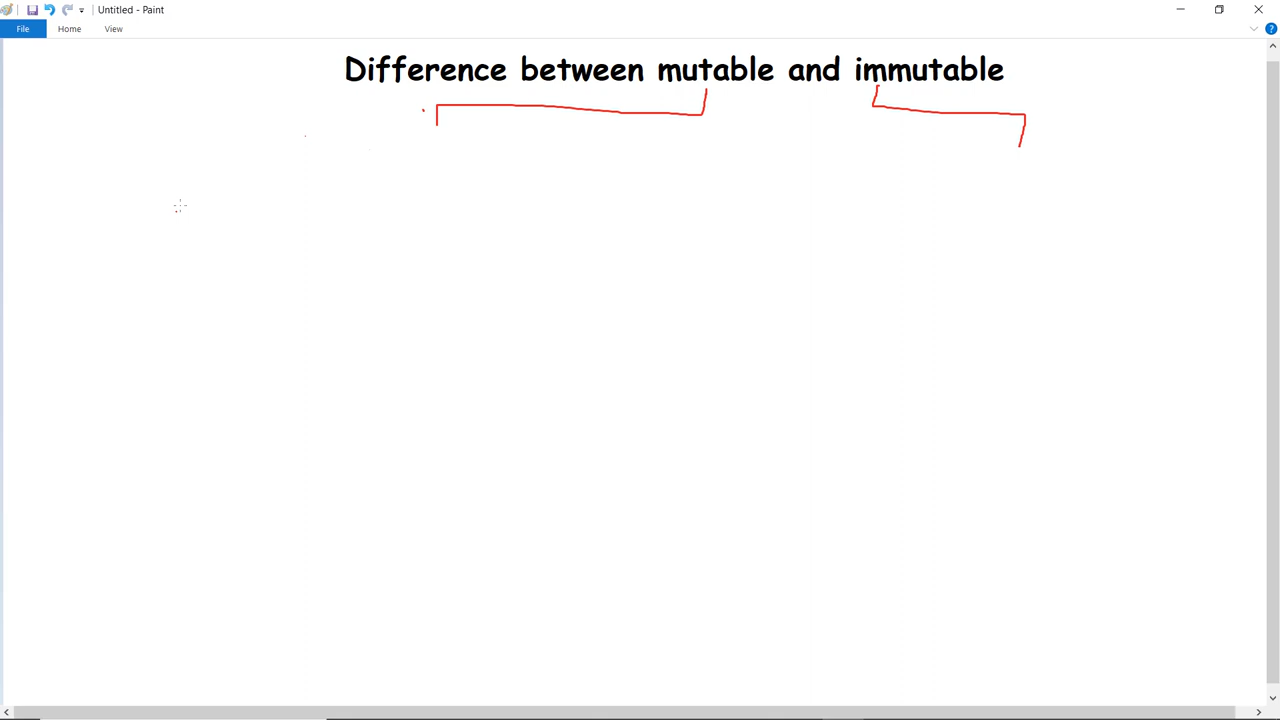 Untitled - Paint
File Home View
Difference between mutable and immutable